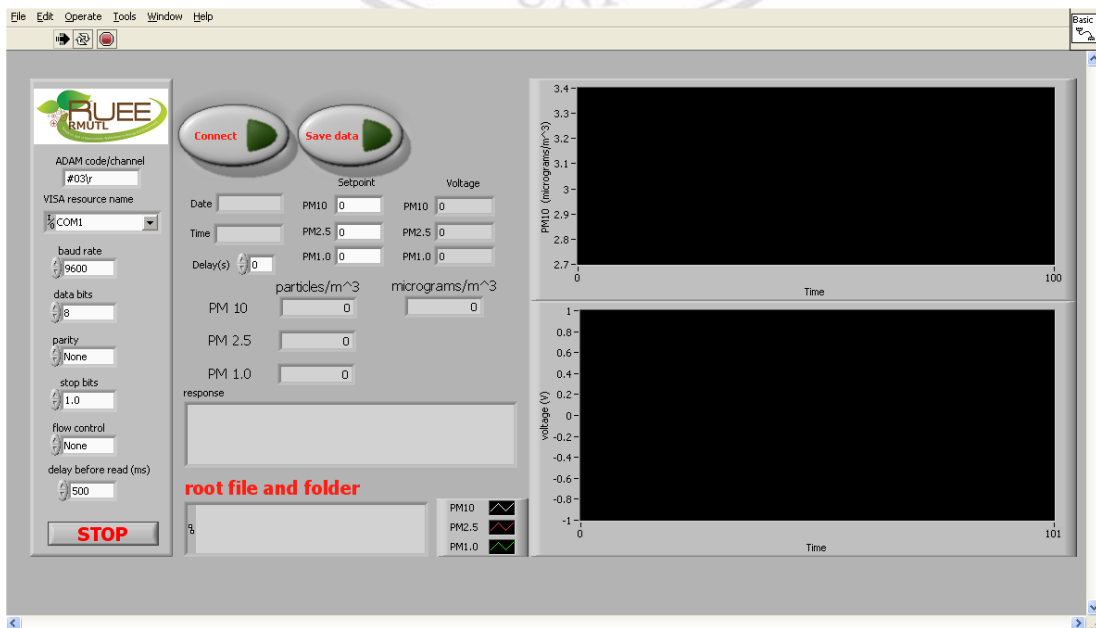 File Edit Operate Tools Window Help
Basic
RUEE
RMUTL
ADAM code/channel
#03\r
VISA resource name
COM1
baud rate
9600
data bits
8
parity
None
stop bits
1.0
flow control
None
delay before read (ms)
500
STOP
Connect
Save data
Setpoint Voltage
Date PM10 0 PM10 0
Time PM2.5 0 PM2.5 0
Delay(s) 0 PM1.0 0 PM1.0 0
particles/m^3 micrograms/m^3
PM 10 0 0
PM 2.5 0
PM 1.0 0
response
root file and folder
PM10
PM2.5
PM1.0
PM10 (micrograms/m^3)
3.4
3.3
3.2
3.1
3
2.9
2.8
2.7
0 100
Time
voltage (V)
1
0.8
0.6
0.4
0.2
0
-0.2
-0.4
-0.6
-0.8
-1
0 101
Time